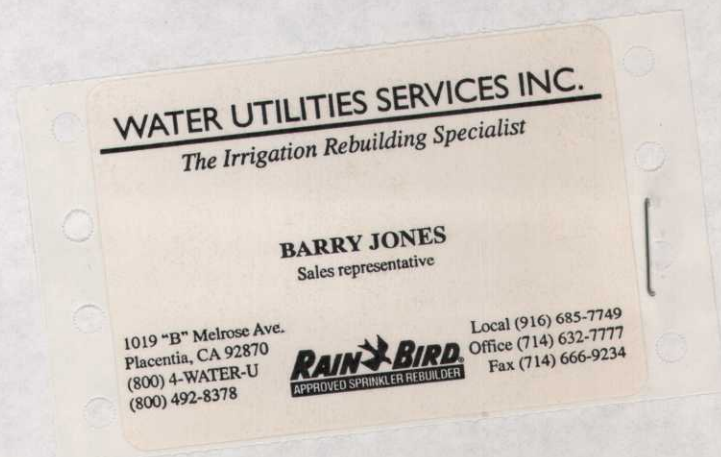 WATER UTILITIES SERVICES INC.
The Irrigation Rebuilding Specialist
BARRY JONES
Sales representative
1019 "B" Melrose Ave.
Placentia, CA 92870
(800) 4-WATER-U
(800) 492-8378
RAIN BIRD®
APPROVED SPRINKLER REBUILDER
Local (916) 685-7749
Office (714) 632-7777
Fax (714) 666-9234